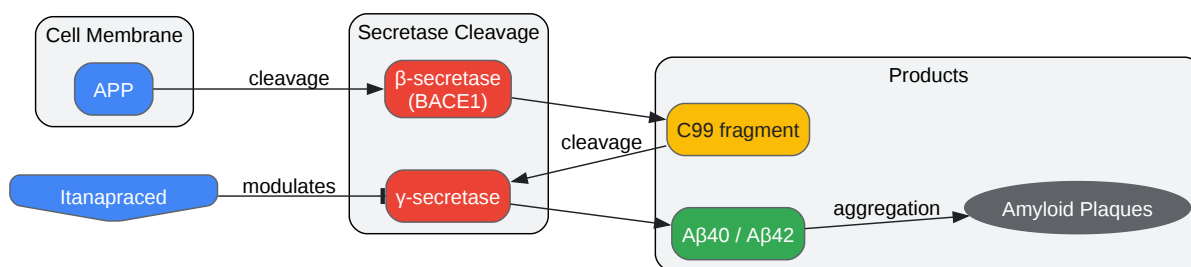 Cell Membrane
APP
cleavage
Secretase Cleavage
β-secretase
(BACE1)
Products
C99 fragment
cleavage
Itanapraced
modulates
γ-secretase
Aβ40 / Aβ42
aggregation
Amyloid Plaques